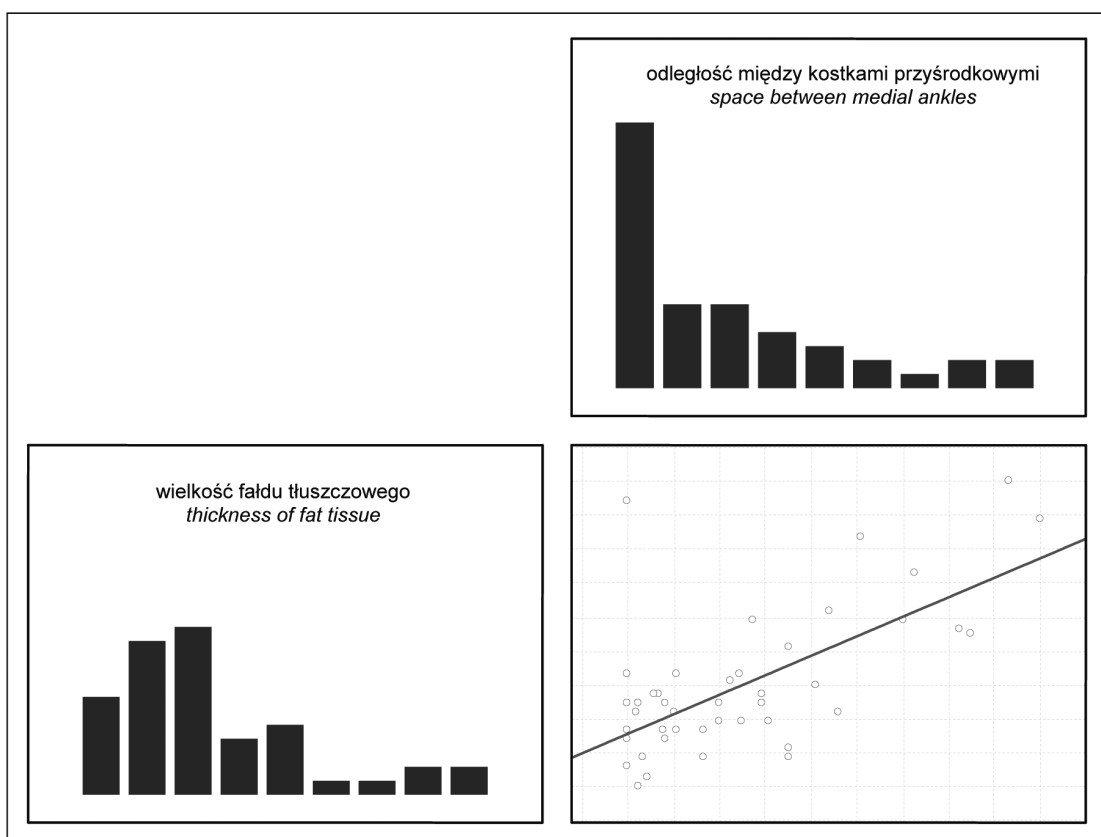 odległość między kostkami przyśrodkowymi
space between medial ankles
wielkość fałdu tłuszczowego
thickness of fat tissue